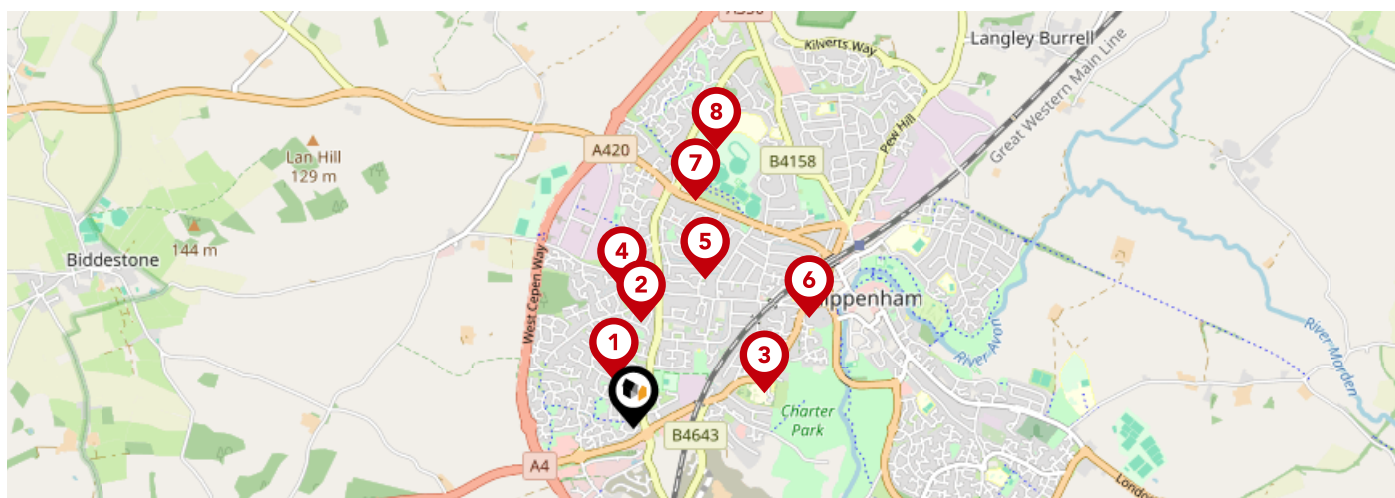 A350
Kilverts Way
Langley Burrell
Great Western Main Line
Pew Hill
8
A420
B4158
7
Lan Hill
129 m
5
4
144 m
Biddestone
2
6
ippenham
West Cepen Way
1
3
River Avon
River Marden
Charter
Park
B4643
A4
London